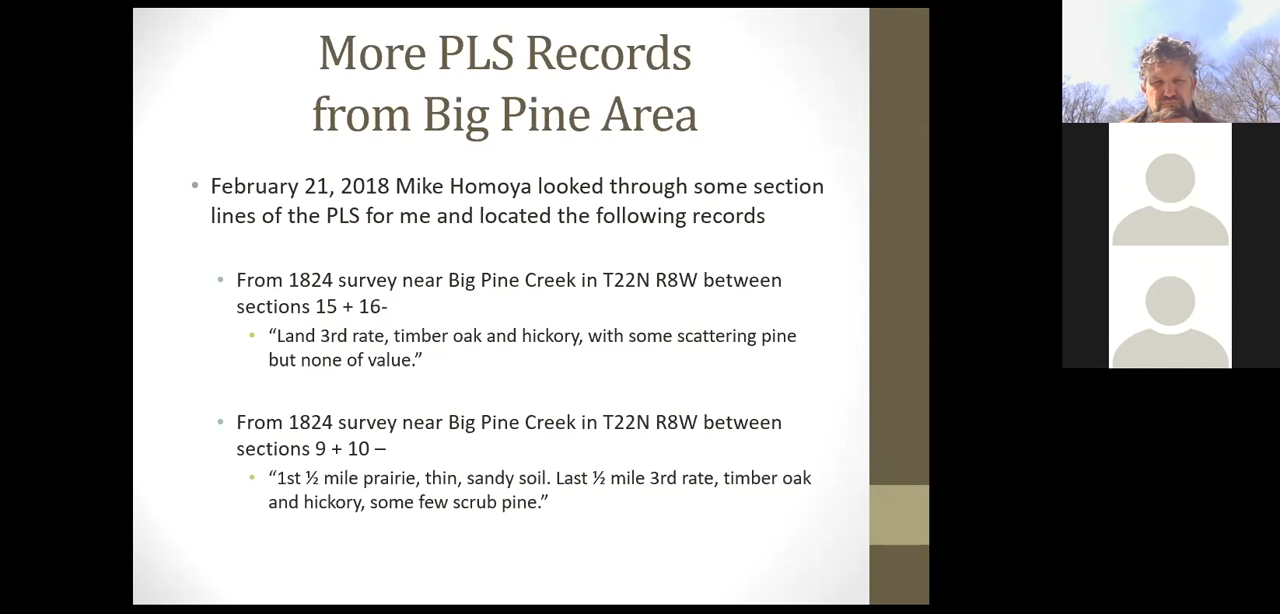 More PLS Records
from Big Pine Area
• February 21, 2018 Mike Homoya looked through some section
lines of the PLS for me and located the following records
• From 1824 survey near Big Pine Creek in T22N R8W between
sections 15 + 16-
• “Land 3rd rate, timber oak and hickory, with some scattering pine
but none of value.”
• From 1824 survey near Big Pine Creek in T22N R8W between
sections 9 + 10 –
• “1st ½ mile prairie, thin, sandy soil. Last ½ mile 3rd rate, timber oak
and hickory, some few scrub pine.”